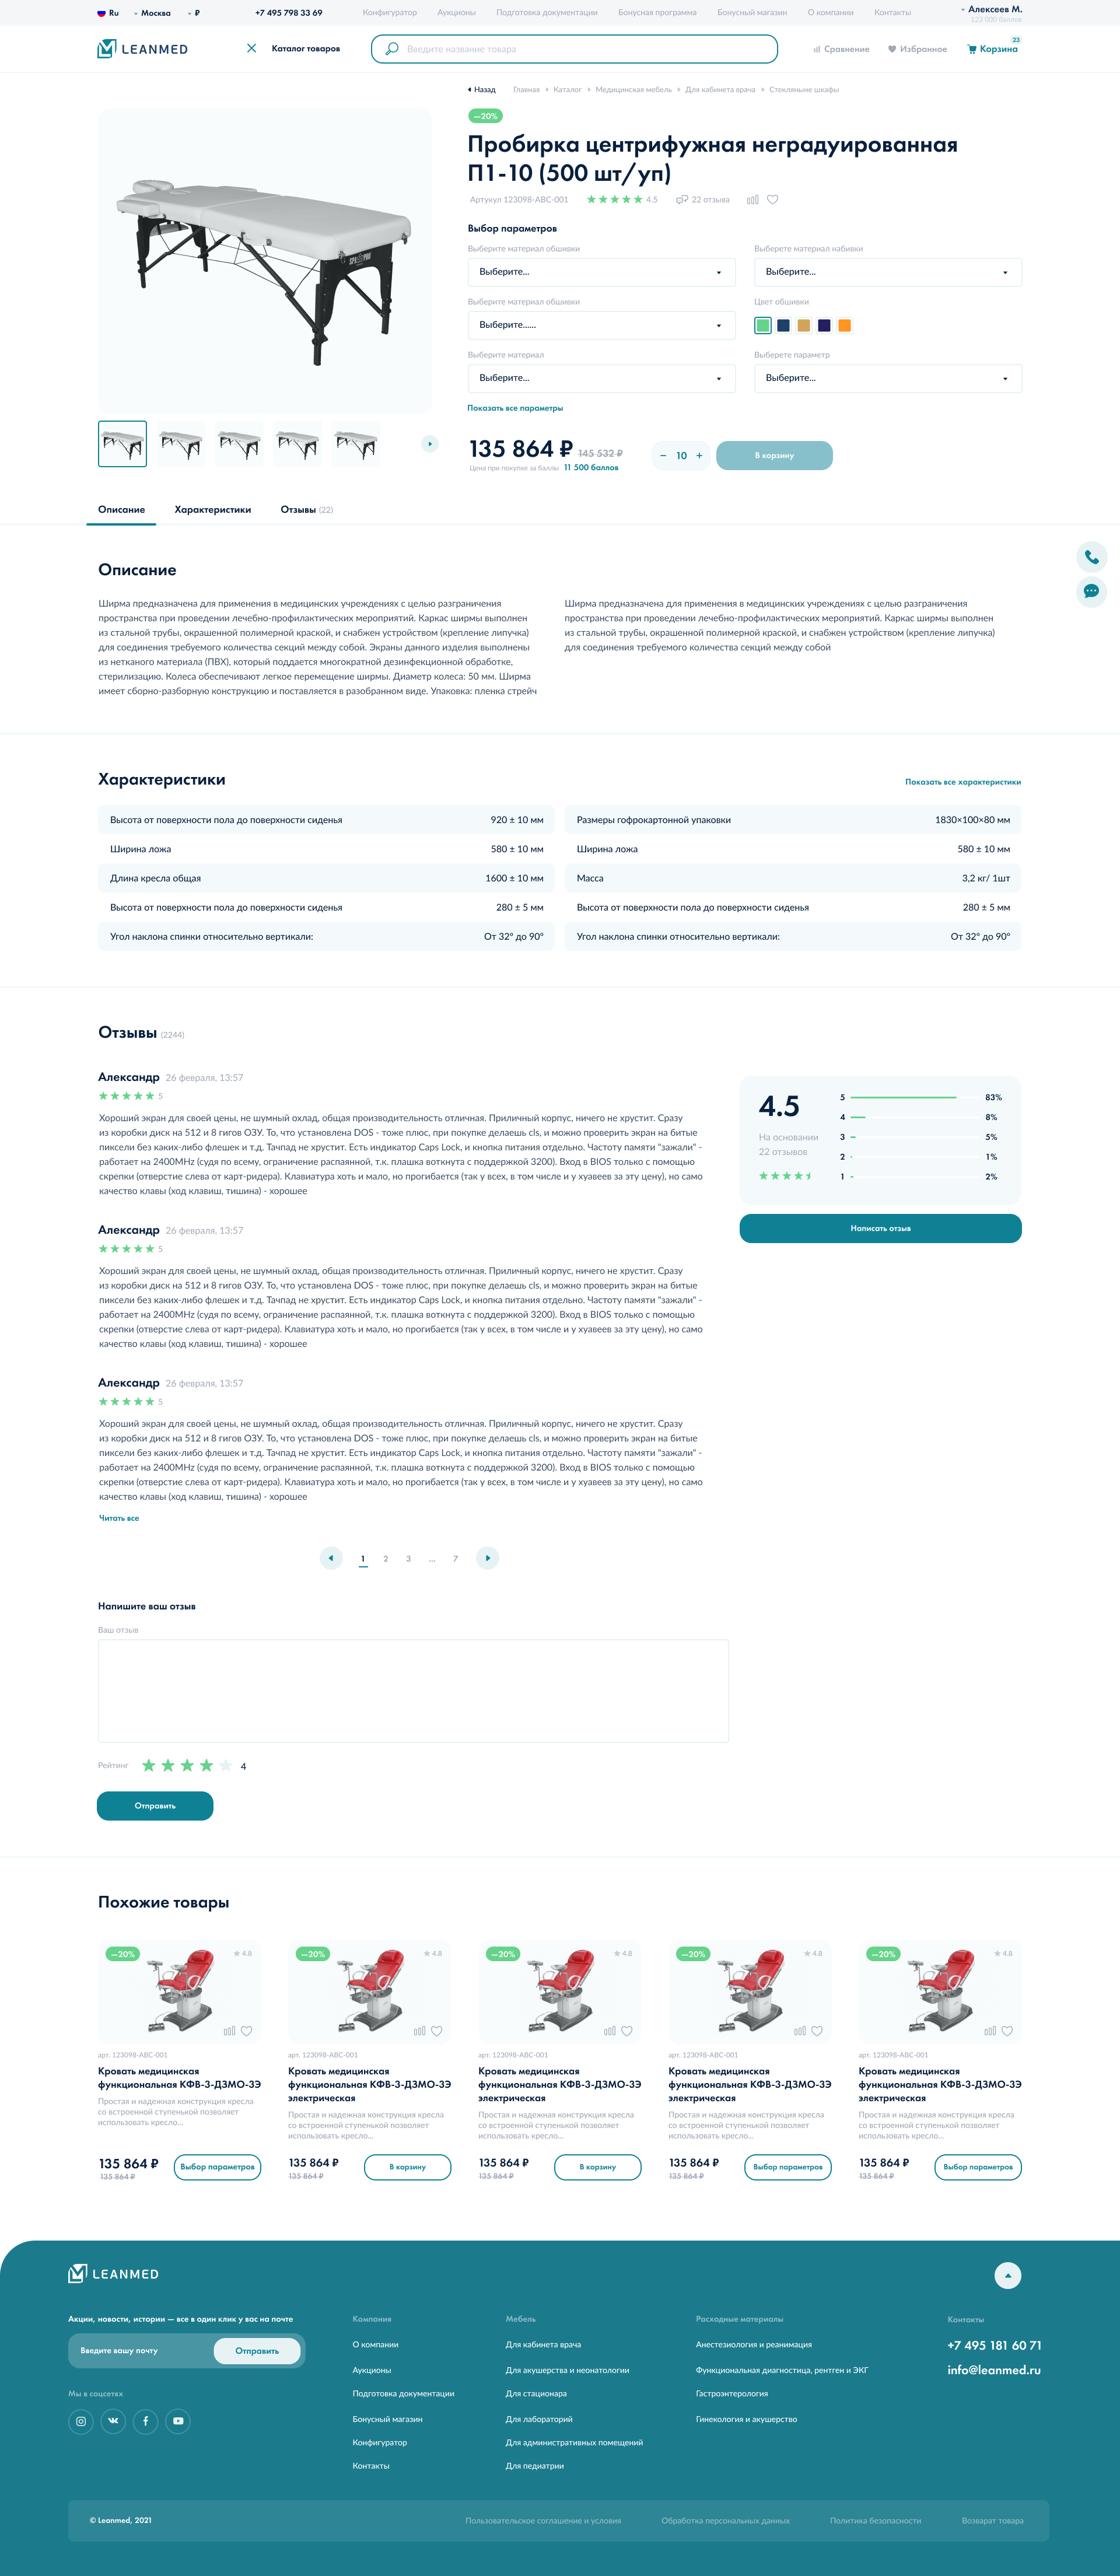 Ru
Москва
₽
+7 495 798 33 69
Конфигуратор
Аукционы
Подготовка документации
Бонусная программа
Бонусный магазин
О компании
Контакты
Алексеев М.
123 000 баллов
LEANMED
Каталог товаров
Введите название товара
Сравнение
Избранное
Корзина
23
Назад
Главная
Каталог
Медицинская мебель
Для кабинета врача
Стекляные шкафы
—20%
Пробирка центрифужная неградуированная
П1-10 (500 шт/уп)
Артукул 123098-ABC-001
4.5
22 отзыва
Выбор параметров
Выберите материал обшивки
Выберите...
Выберете материал набивки
Выберите...
Выберите материал обшивки
Выберите......
Цвет обшивки
Выберите материал
Выберите...
Выберете параметр
Выберите...
Показать все параметры
135 864 ₽
145 532 ₽
Цена при покупке за баллы
11 500 баллов
− 10 +
В корзину
Описание
Характеристики
Отзывы (22)
Описание
Ширма предназначена для применения в медицинских учреждениях с целью разграничения
пространства при проведении лечебно-профилактических мероприятий. Каркас ширмы выполнен
из стальной трубы, окрашенной полимерной краской, и снабжен устройством (крепление липучка)
для соединения требуемого количества секций между собой. Экраны данного изделия выполнены
из нетканого материала (ПВХ), который поддается многократной дезинфекционной обработке,
стерилизацию. Колеса обеспечивают легкое перемещение ширмы. Диаметр колеса: 50 мм. Ширма
имеет сборно-разборную конструкцию и поставляется в разобранном виде. Упаковка: пленка стрейч
Ширма предназначена для применения в медицинских учреждениях с целью разграничения
пространства при проведении лечебно-профилактических мероприятий. Каркас ширмы выполнен
из стальной трубы, окрашенной полимерной краской, и снабжен устройством (крепление липучка)
для соединения требуемого количества секций между собой
Характеристики
Показать все характеристики
Высота от поверхности пола до поверхности сиденья
920 ± 10 мм
Ширина ложа
580 ± 10 мм
Длина кресла общая
1600 ± 10 мм
Высота от поверхности пола до поверхности сиденья
280 ± 5 мм
Угол наклона спинки относительно вертикали:
От 32° до 90°
Размеры гофрокартонной упаковки
1830×100×80 мм
Ширина ложа
580 ± 10 мм
Масса
3,2 кг/ 1шт
Высота от поверхности пола до поверхности сиденья
280 ± 5 мм
Угол наклона спинки относительно вертикали:
От 32° до 90°
Отзывы (2244)
Александр 26 февраля, 13:57
5
Хороший экран для своей цены, не шумный охлад, общая производительность отличная. Приличный корпус, ничего не хрустит. Сразу
из коробки диск на 512 и 8 гигов ОЗУ. То, что установлена DOS - тоже плюс, при покупке делаешь cls, и можно проверить экран на битые
пиксели без каких-либо флешек и т.д. Тачпад не хрустит. Есть индикатор Caps Lock, и кнопка питания отдельно. Частоту памяти "зажали" -
работает на 2400MHz (судя по всему, ограничение распаянной, т.к. плашка воткнута с поддержкой 3200). Вход в BIOS только с помощью
скрепки (отверстие слева от карт-ридера). Клавиатура хоть и мало, но прогибается (так у всех, в том числе и у хуавеев за эту цену), но само
качество клавы (ход клавиш, тишина) - хорошее
Александр 26 февраля, 13:57
5
Хороший экран для своей цены, не шумный охлад, общая производительность отличная. Приличный корпус, ничего не хрустит. Сразу
из коробки диск на 512 и 8 гигов ОЗУ. То, что установлена DOS - тоже плюс, при покупке делаешь cls, и можно проверить экран на битые
пиксели без каких-либо флешек и т.д. Тачпад не хрустит. Есть индикатор Caps Lock, и кнопка питания отдельно. Частоту памяти "зажали" -
работает на 2400MHz (судя по всему, ограничение распаянной, т.к. плашка воткнута с поддержкой 3200). Вход в BIOS только с помощью
скрепки (отверстие слева от карт-ридера). Клавиатура хоть и мало, но прогибается (так у всех, в том числе и у хуавеев за эту цену), но само
качество клавы (ход клавиш, тишина) - хорошее
Александр 26 февраля, 13:57
5
Хороший экран для своей цены, не шумный охлад, общая производительность отличная. Приличный корпус, ничего не хрустит. Сразу
из коробки диск на 512 и 8 гигов ОЗУ. То, что установлена DOS - тоже плюс, при покупке делаешь cls, и можно проверить экран на битые
пиксели без каких-либо флешек и т.д. Тачпад не хрустит. Есть индикатор Caps Lock, и кнопка питания отдельно. Частоту памяти "зажали" -
работает на 2400MHz (судя по всему, ограничение распаянной, т.к. плашка воткнута с поддержкой 3200). Вход в BIOS только с помощью
скрепки (отверстие слева от карт-ридера). Клавиатура хоть и мало, но прогибается (так у всех, в том числе и у хуавеев за эту цену), но само
качество клавы (ход клавиш, тишина) - хорошее
Читать все
4.5
На основании
22 отзывов
5 83%
4 8%
3 5%
2 1%
1 2%
Написать отзыв
1 2 3 ... 7
Напишите ваш отзыв
Ваш отзыв
Рейтинг
4
Отправить
Похожие товары
—20%
4.8
арт. 123098-ABC-001
Кровать медицинская
функциональная КФВ-3-ДЗМО-3Э
Простая и надежная конструкция кресла
со встроенной ступенькой позволяет
использовать кресло...
135 864 ₽
135 864 ₽
Выбор параметров
—20%
4.8
арт. 123098-ABC-001
Кровать медицинская
функциональная КФВ-3-ДЗМО-3Э
электрическая
Простая и надежная конструкция кресла
со встроенной ступенькой позволяет
использовать кресло...
135 864 ₽
135 864 ₽
В корзину
—20%
4.8
арт. 123098-ABC-001
Кровать медицинская
функциональная КФВ-3-ДЗМО-3Э
электрическая
Простая и надежная конструкция кресла
со встроенной ступенькой позволяет
использовать кресло...
135 864 ₽
135 864 ₽
В корзину
—20%
4.8
арт. 123098-ABC-001
Кровать медицинская
функциональная КФВ-3-ДЗМО-3Э
электрическая
Простая и надежная конструкция кресла
со встроенной ступенькой позволяет
использовать кресло...
135 864 ₽
135 864 ₽
Выбор параметров
—20%
4.8
арт. 123098-ABC-001
Кровать медицинская
функциональная КФВ-3-ДЗМО-3Э
электрическая
Простая и надежная конструкция кресла
со встроенной ступенькой позволяет
использовать кресло...
135 864 ₽
135 864 ₽
Выбор параметров
LEANMED
Акции, новости, истории — все в один клик у вас на почте
Введите вашу почту
Отправить
Мы в соцсетях
Компания
О компании
Аукционы
Подготовка документации
Бонусный магазин
Конфигуратор
Контакты
Мебель
Для кабинета врача
Для акушерства и неонатологии
Для стационара
Для лабораторий
Для административных помещений
Для педиатрии
Расходные материалы
Анестезиология и реанимация
Функциональная диагностица, рентген и ЭКГ
Гастроэнтерология
Гинекология и акушерство
Контакты
+7 495 181 60 71
info@leanmed.ru
© Leanmed, 2021
Пользовательское соглашение и условия
Обработка персональных данных
Политика безопасности
Возварат товара